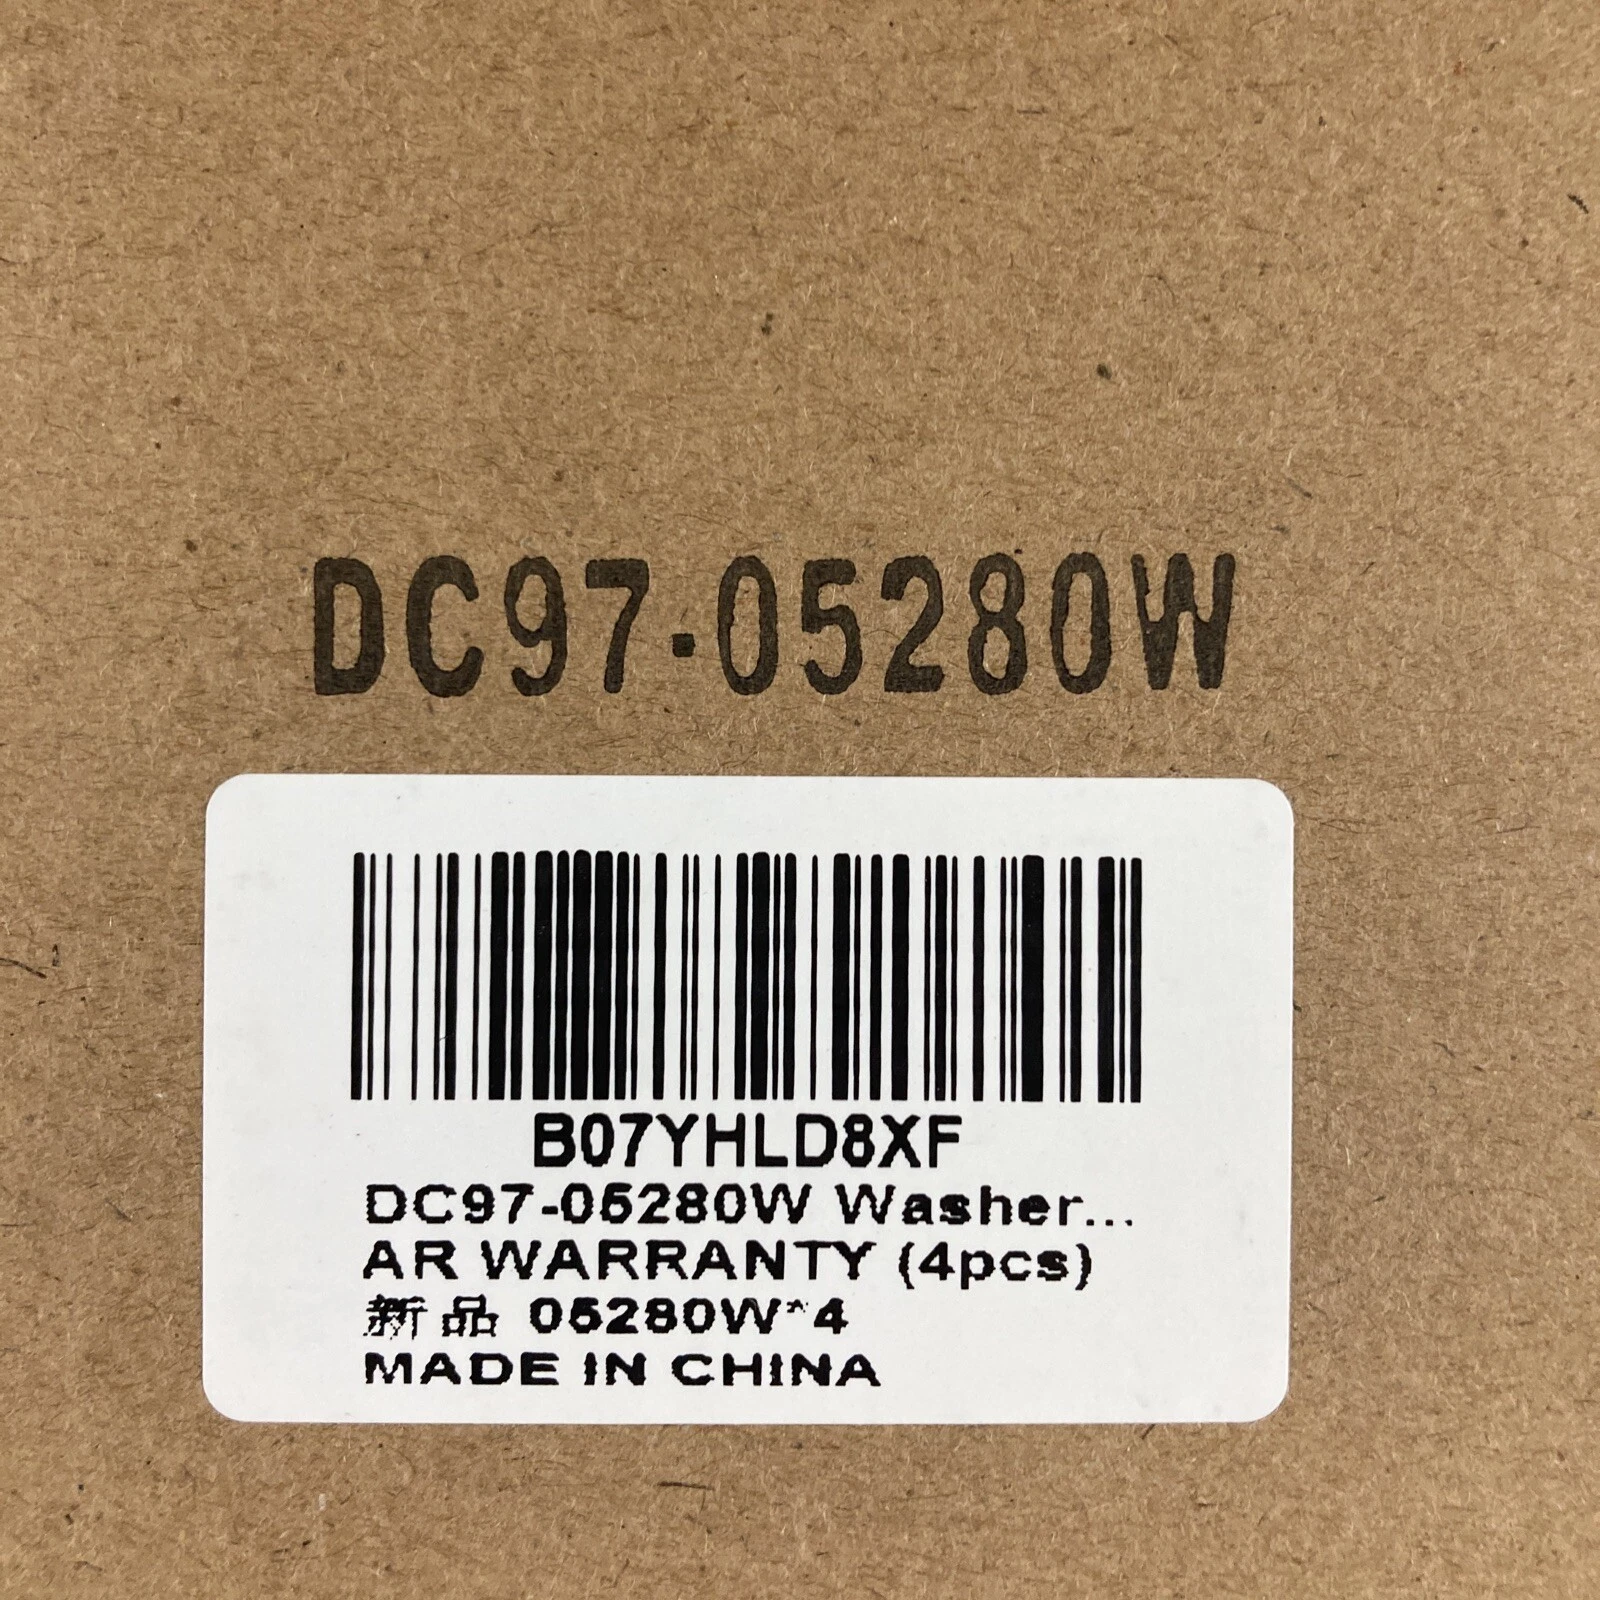 DC97-05280W
B07YHLD8XF
DC97-05280W Washer...
AR WARRANTY (4pcs)
新品 05280W*4
MADE IN CHINA